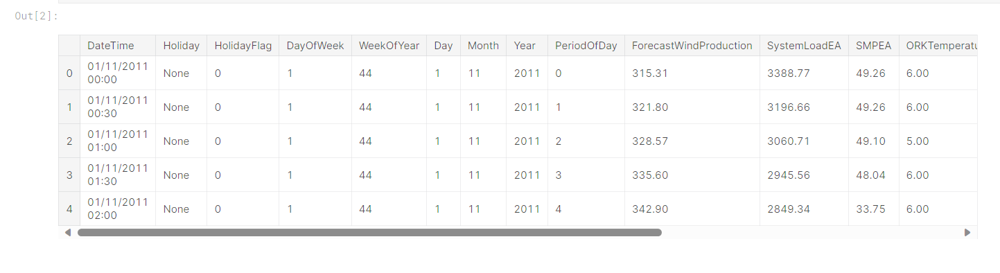 Out[2]:
DateTime Holiday HolidayFlag DayOfWeek WeekOfYear Day Month Year PeriodOfDay ForecastWindProduction SystemLoadEA SMPEA ORKTemperatu
0 01/11/2011 00:00 None 0 1 44 1 11 2011 0 315.31 3388.77 49.26 6.00
1 01/11/2011 00:30 None 0 1 44 1 11 2011 1 321.80 3196.66 49.26 6.00
2 01/11/2011 01:00 None 0 1 44 1 11 2011 2 328.57 3060.71 49.10 5.00
3 01/11/2011 01:30 None 0 1 44 1 11 2011 3 335.60 2945.56 48.04 6.00
4 01/11/2011 02:00 None 0 1 44 1 11 2011 4 342.90 2849.34 33.75 6.00